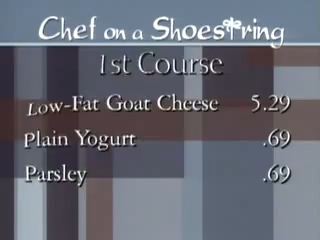 Chef on a Shoestring
1st Course
Low-Fat Goat Cheese 5.29
Plain Yogurt .69
Parsley .69